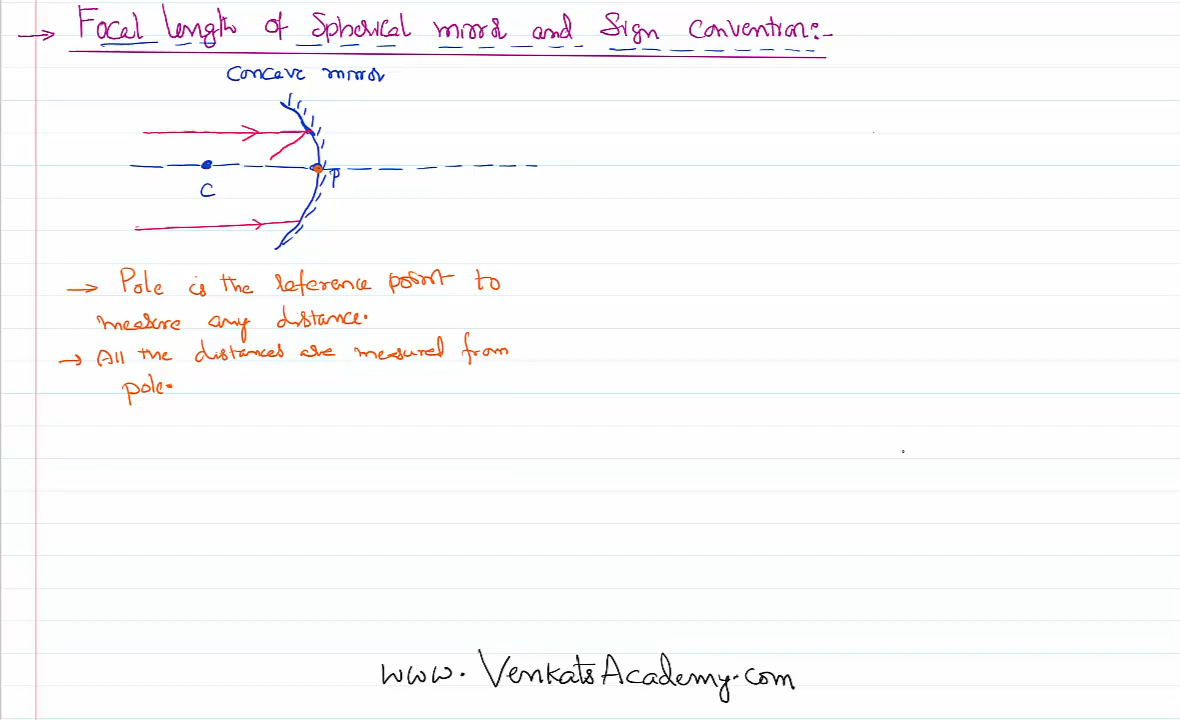 → Focal length of Spherical mirror and Sign Convention:-
Concave mirror
P
C
→ Pole is the reference point to
measure any distance.
→ All the distances are mesured from
pole.
www.VenkatsAcademy.com